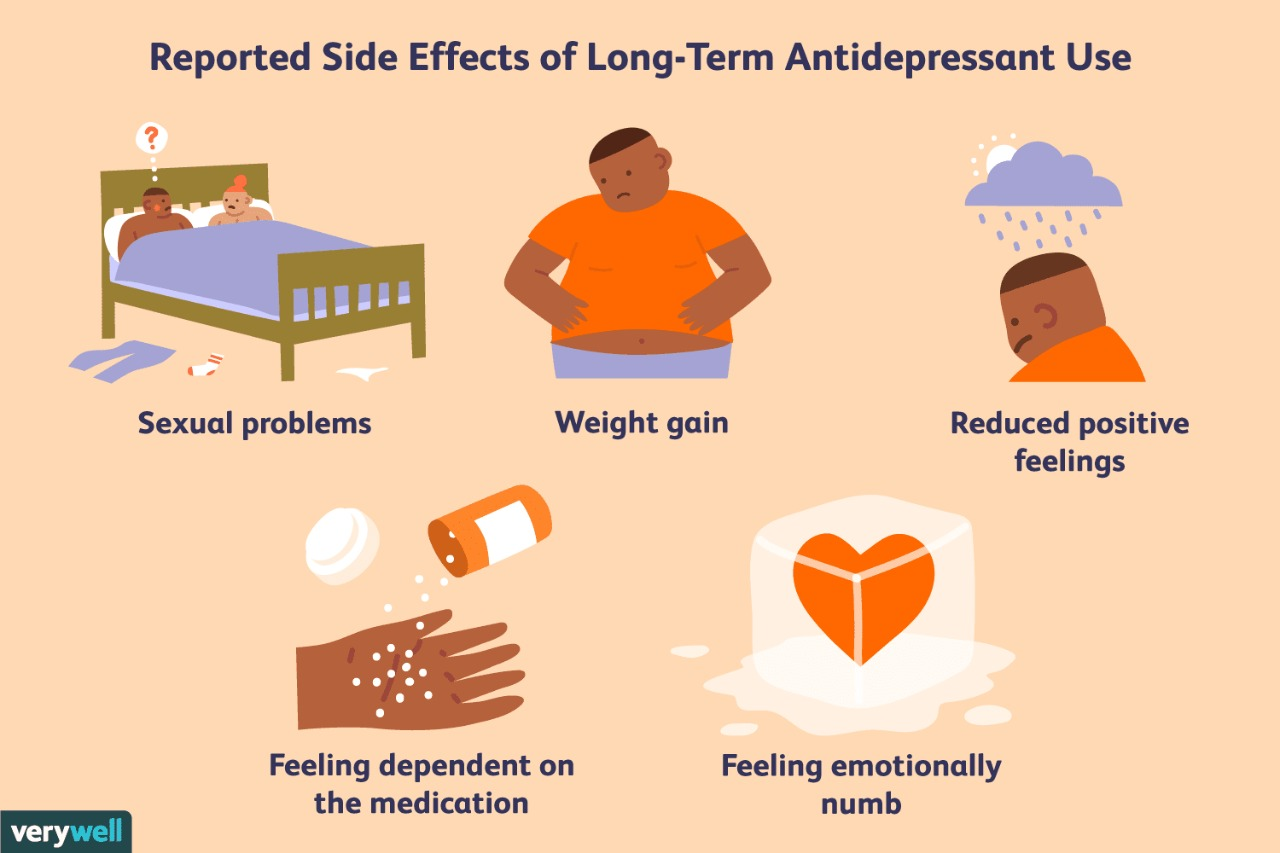 Reported Side Effects of Long-Term Antidepressant Use
?
Sexual problems
Weight gain
Reduced positive
feelings
Feeling dependent on
the medication
Feeling emotionally
numb
verywell